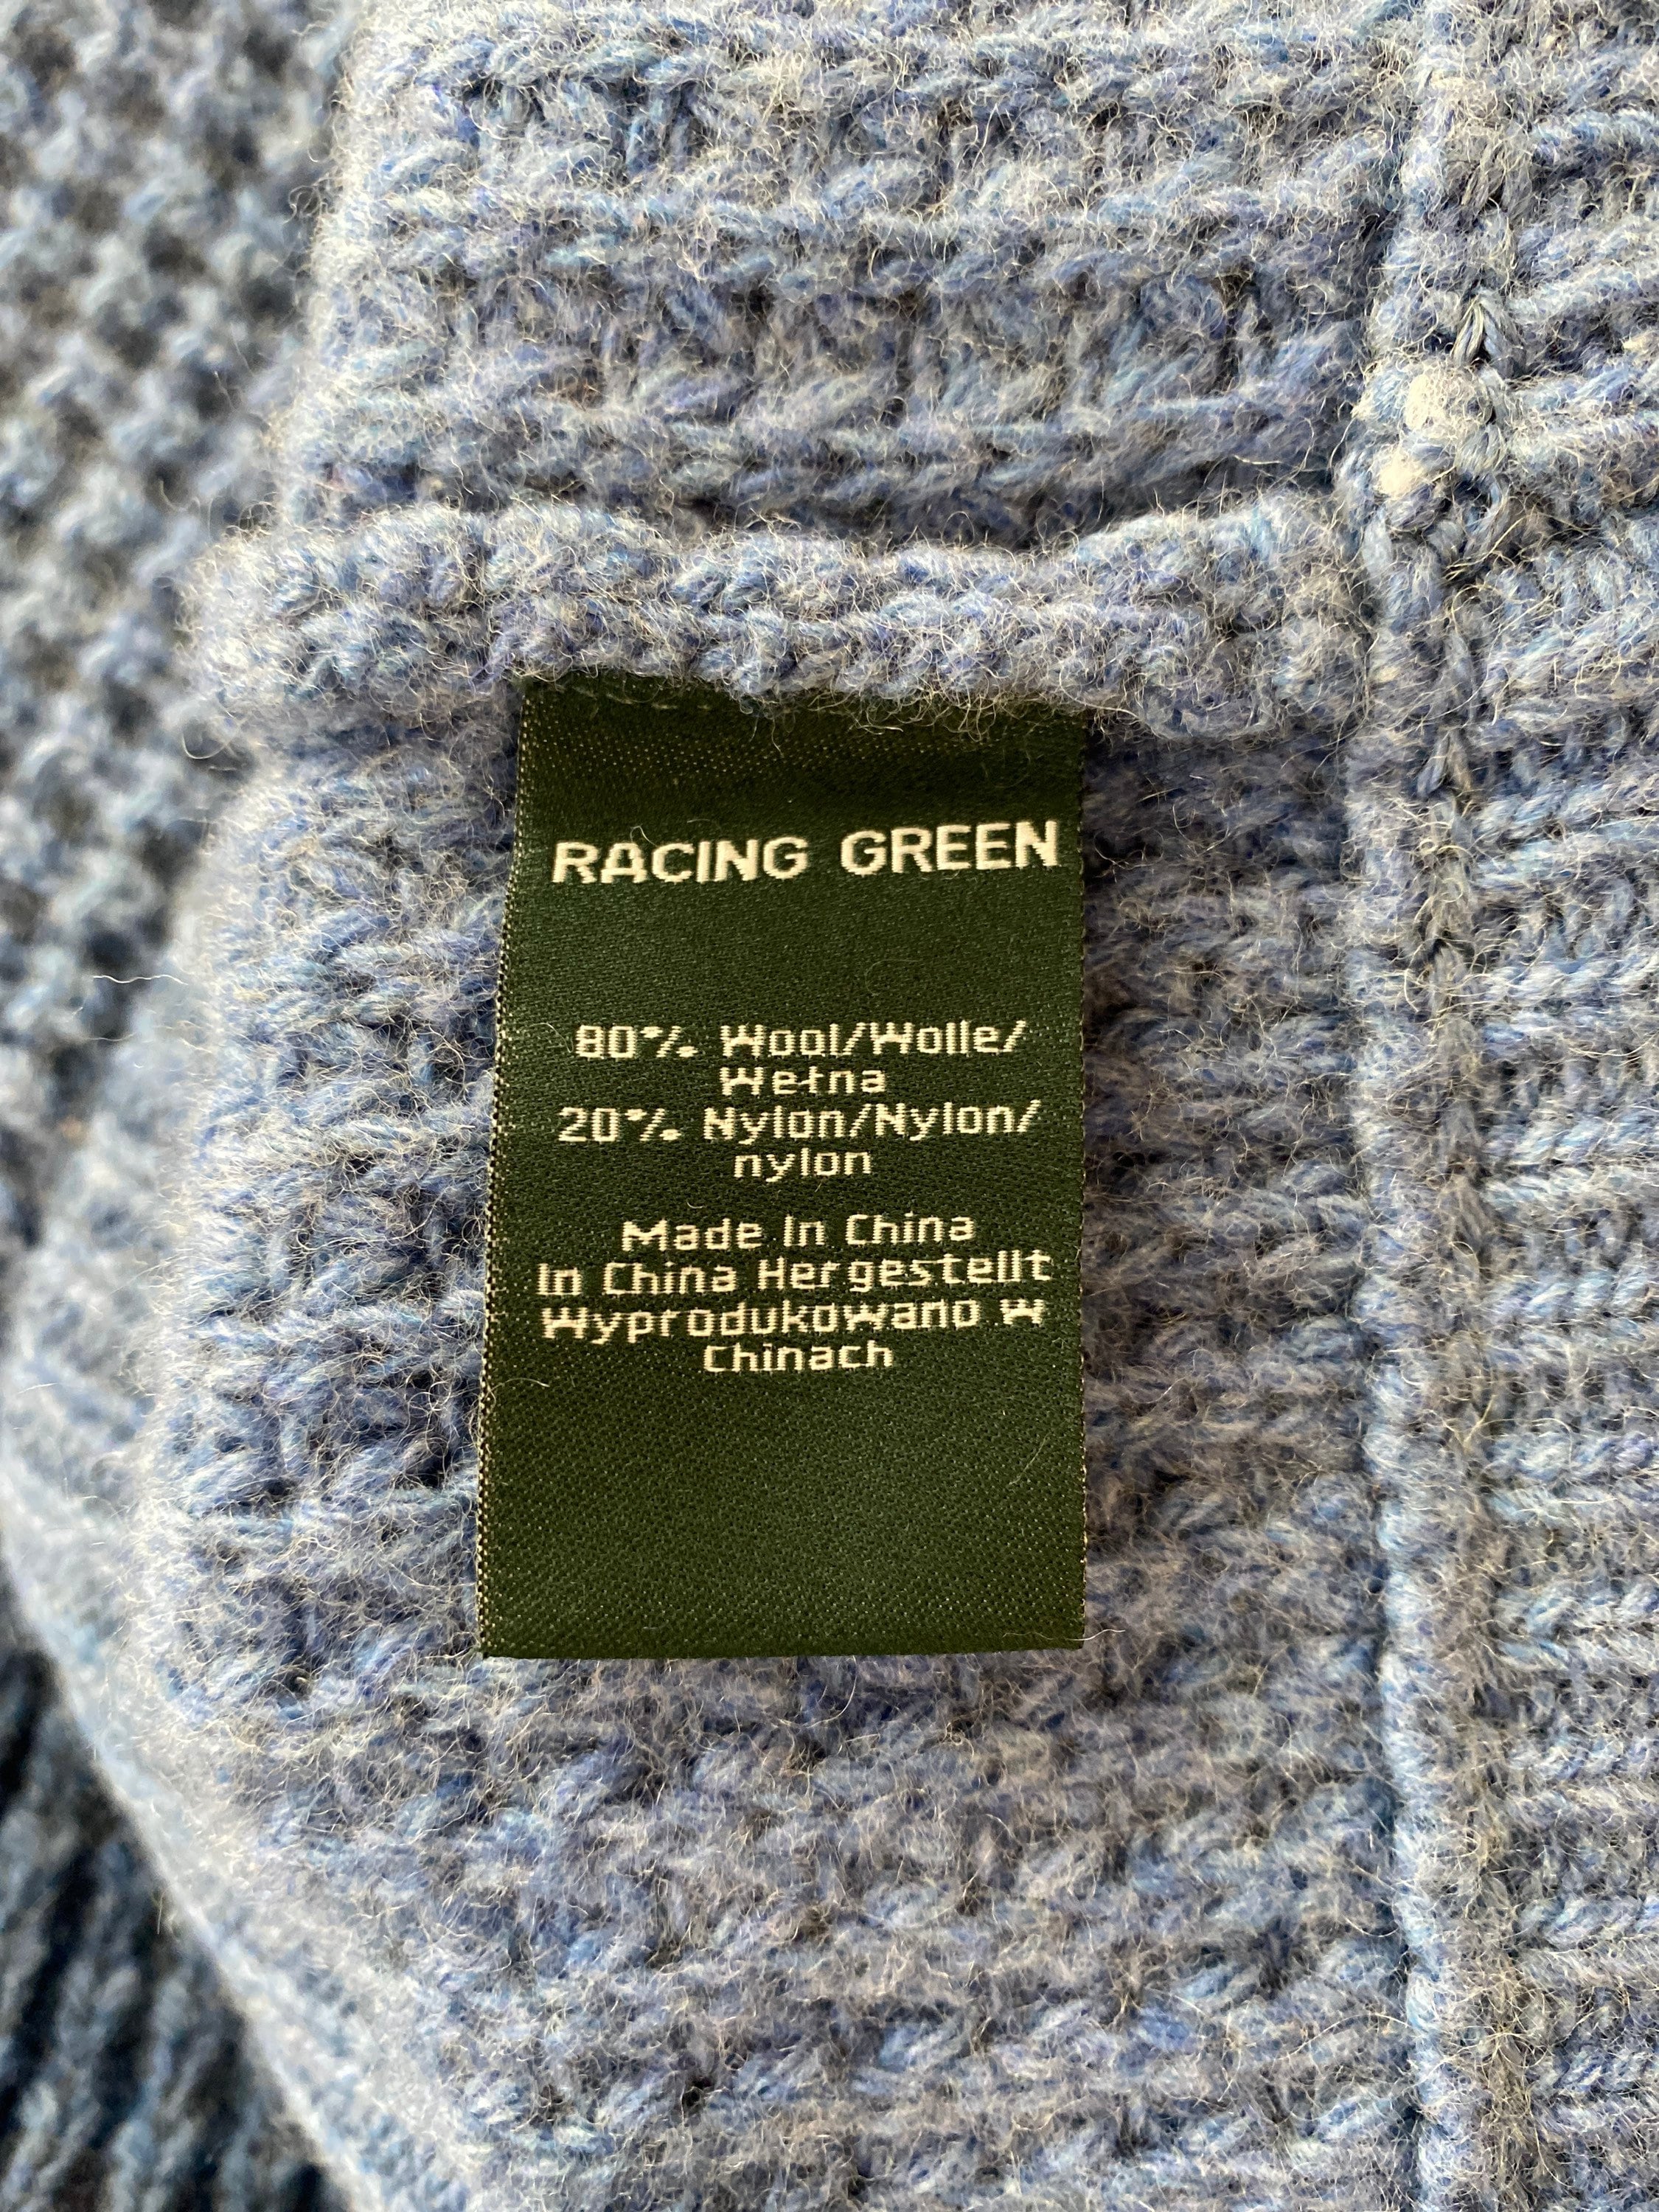 RACING GREEN
80% Wool/Wolle/
Wełna
20% Nylon/Nylon/
nylon
Made In China
In China Hergestellt
Wyprodukowano W
Chinach